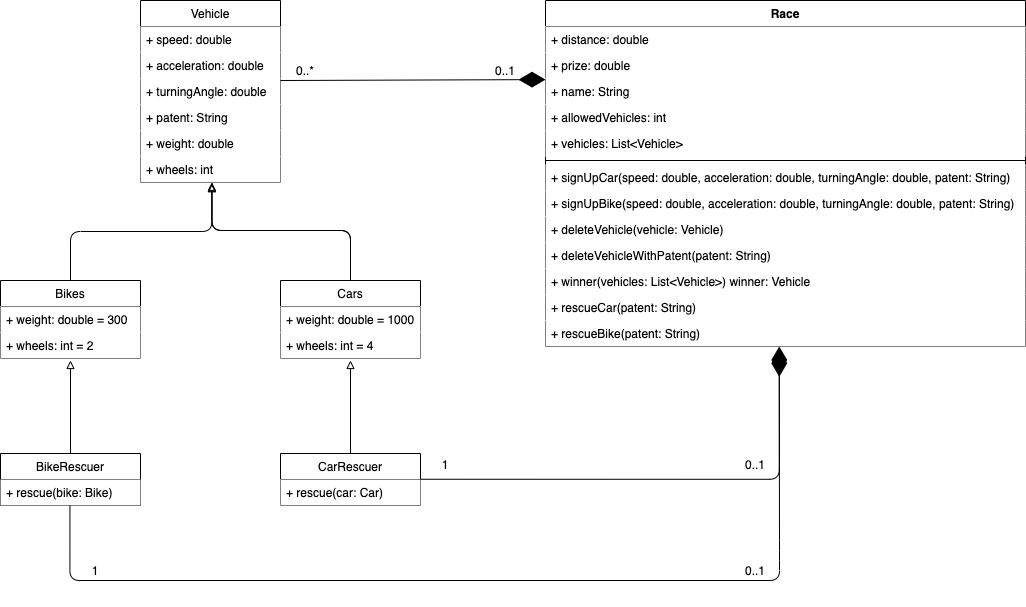 Vehicle
+ speed: double
+ acceleration: double
+ turningAngle: double
+ patent: String
+ weight: double
+ wheels: int
0..*
0..1
Race
+ distance: double
+ prize: double
+ name: String
+ allowedVehicles: int
+ vehicles: List<Vehicle>
+ signUpCar(speed: double, acceleration: double, turningAngle: double, patent: String)
+ signUpBike(speed: double, acceleration: double, turningAngle: double, patent: String)
+ deleteVehicle(vehicle: Vehicle)
+ deleteVehicleWithPatent(patent: String)
+ winner(vehicles: List<Vehicle>) winner: Vehicle
+ rescueCar(patent: String)
+ rescueBike(patent: String)
Bikes
+ weight: double = 300
+ wheels: int = 2
Cars
+ weight: double = 1000
+ wheels: int = 4
BikeRescuer
+ rescue(bike: Bike)
CarRescuer
+ rescue(car: Car)
1
0..1
1
0..1